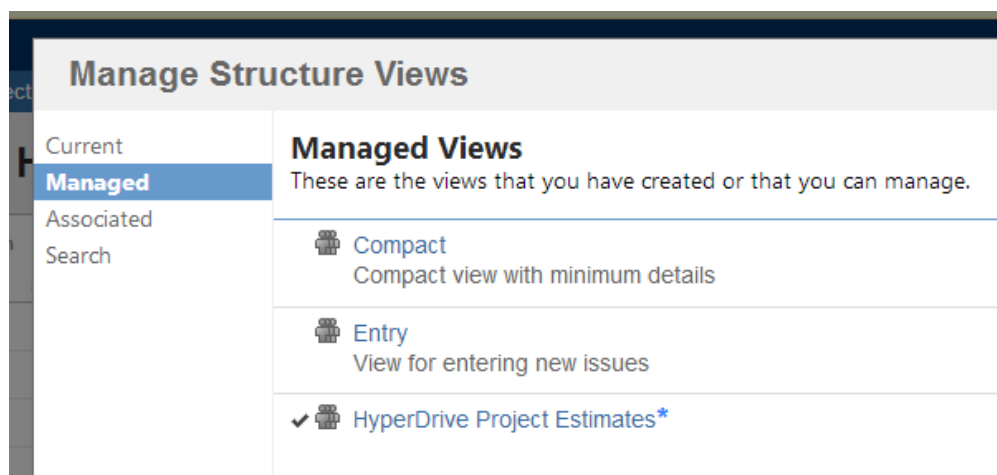 Manage Structure Views
ect
Current
Managed
Associated
Search
H
Managed Views
These are the views that you have created or that you can manage.
Compact
Compact view with minimum details
Entry
View for entering new issues
HyperDrive Project Estimates*